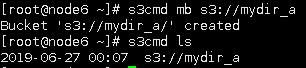 [root@node6 ~]# s3cmd mb s3://mydir_a
Bucket 's3://mydir_a/' created
[root@node6 ~]# s3cmd ls
2019-06-27 00:07  s3://mydir_a